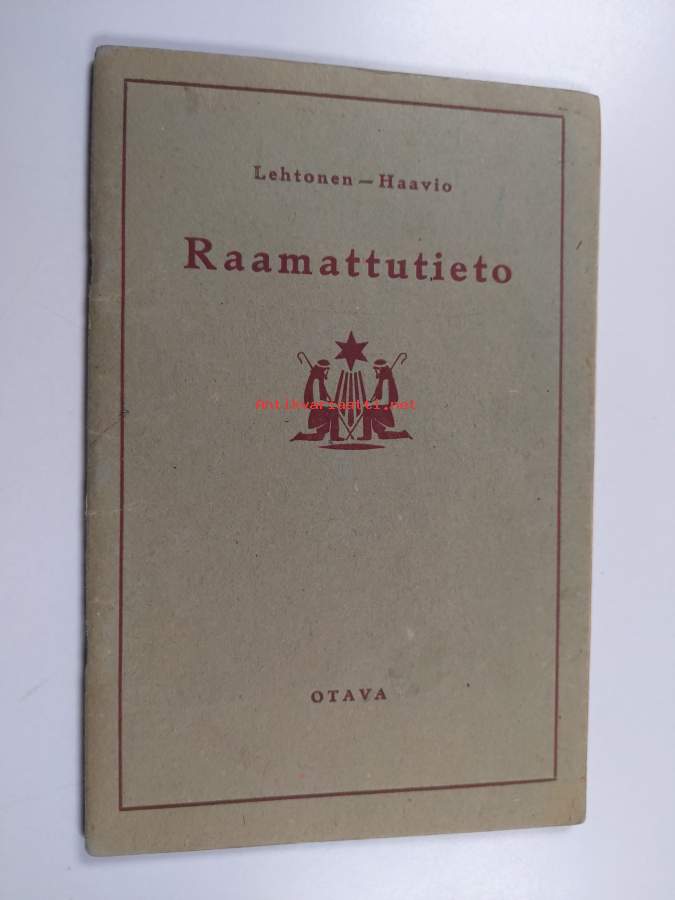 Lehtonen – Haavio
Raamattutieto
Antikvariaatti.net
OTAVA